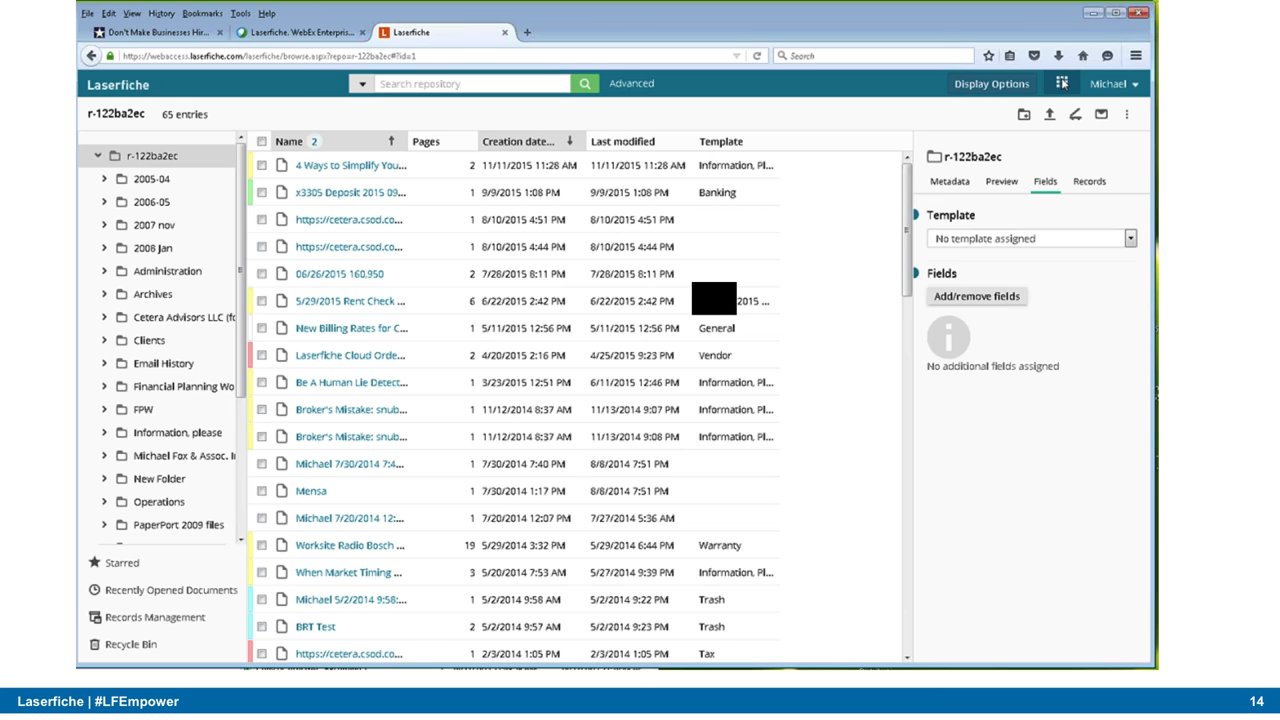 File Edit View History Bookmarks Tools Help
Don't Make Businesses Hir... × Laserfiche. WebEx Enterpris... × Laserfiche × +
https://webaccess.laserfiche.com/laserfiche/browse.aspx?repo=r-122ba2ec#?id=1 Search
Laserfiche Search repository Advanced Display Options Michael
r-122ba2ec 65 entries
r-122ba2ec
2005-04
2006-05
2007 nov
2008 Jan
Administration
Archives
Cetera Advisors LLC (fo
Clients
Email History
Financial Planning Wo
FPW
Information, please
Michael Fox & Assoc. I
New Folder
Operations
PaperPort 2009 files
Starred
Recently Opened Documents
Records Management
Recycle Bin
Name 2 Pages Creation date... Last modified Template
4 Ways to Simplify You... 2 11/11/2015 11:28 AM 11/11/2015 11:28 AM Information, Pl...
x3305 Deposit 2015 09... 1 9/9/2015 1:08 PM 9/9/2015 1:08 PM Banking
https://cetera.csod.co... 1 8/10/2015 4:51 PM 8/10/2015 4:51 PM
https://cetera.csod.co... 1 8/10/2015 4:44 PM 8/10/2015 4:44 PM
06/26/2015 160,950 2 7/28/2015 8:11 PM 7/28/2015 8:11 PM
5/29/2015 Rent Check ... 6 6/22/2015 2:42 PM 6/22/2015 2:42 PM 2015 ...
New Billing Rates for C... 1 5/11/2015 12:56 PM 5/11/2015 12:56 PM General
Laserfiche Cloud Orde... 2 4/20/2015 2:16 PM 4/25/2015 9:23 PM Vendor
Be A Human Lie Detect... 1 3/23/2015 12:51 PM 6/11/2015 12:46 PM Information, Pl...
Broker's Mistake: snub... 1 11/12/2014 8:37 AM 11/13/2014 9:07 PM Information, Pl...
Broker's Mistake: snub... 1 11/12/2014 8:37 AM 11/13/2014 9:08 PM Information, Pl...
Michael 7/30/2014 7:4... 1 7/30/2014 7:40 PM 8/8/2014 7:51 PM
Mensa 1 7/30/2014 1:17 PM 8/8/2014 7:51 PM
Michael 7/20/2014 12:... 1 7/20/2014 12:07 PM 7/27/2014 5:36 AM
Worksite Radio Bosch ... 19 5/29/2014 3:32 PM 5/29/2014 6:44 PM Warranty
When Market Timing ... 3 5/20/2014 7:53 AM 5/27/2014 9:39 PM Information, Pl...
Michael 5/2/2014 9:58:... 1 5/2/2014 9:58 AM 5/2/2014 9:22 PM Trash
BRT Test 2 5/2/2014 9:57 AM 5/2/2014 9:23 PM Trash
https://cetera.csod.co... 1 2/3/2014 1:05 PM 2/3/2014 1:05 PM Tax
r-122ba2ec
Metadata Preview Fields Records
Template
No template assigned
Fields
Add/remove fields
No additional fields assigned
Laserfiche | #LFEmpower 14